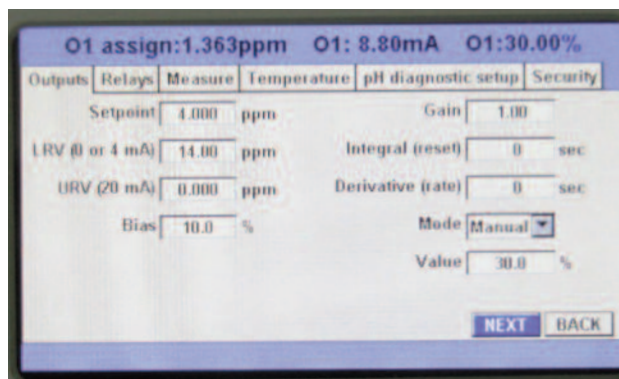 O1 assign:1.363ppm O1: 8.80mA O1:30.00%
Outputs Relays Measure Temperature pH diagnostic setup Security
Setpoint 4.000 ppm Gain 1.00
LRV (0 or 4 mA) 14.00 ppm Integral (reset) 0 sec
URV (20 mA) 0.000 ppm Derivative (rate) 0 sec
Bias 10.0 % Mode Manual
Value 30.0 %
NEXT BACK